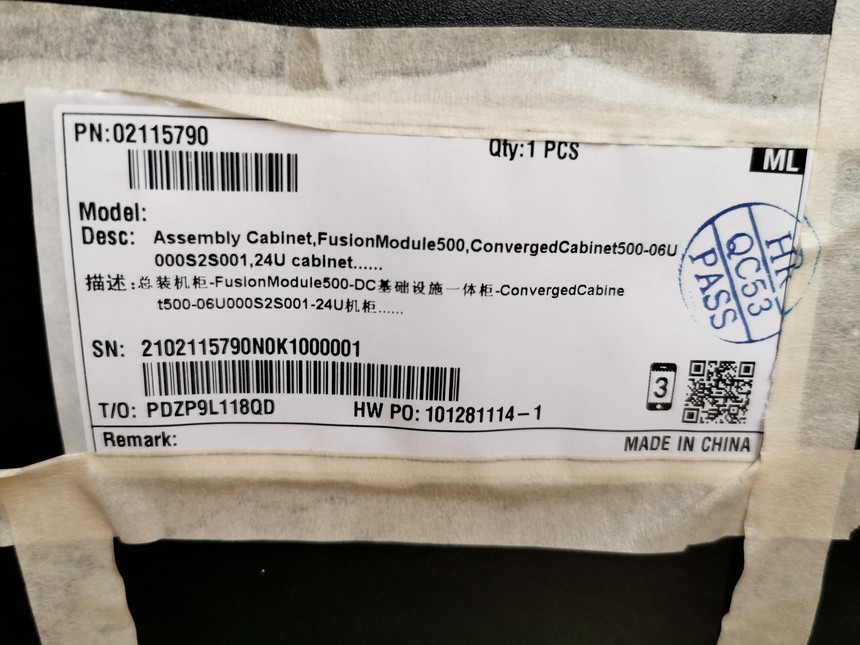 PN:02115790
Qty:1 PCS
ML
Model:
Desc: Assembly Cabinet,FusionModule500,ConvergedCabinet500-06U
000S2S001,24U cabinet......
描述:总装机柜-FusionModule500-DC基础设施一体柜-ConvergedCabine
t500-06U000S2S001-24U机柜......
QC53
PASS
SN: 2102115790N0K1000001
3
T/O: PDZP9L118QD
HW PO: 101281114-1
Remark:
MADE IN CHINA